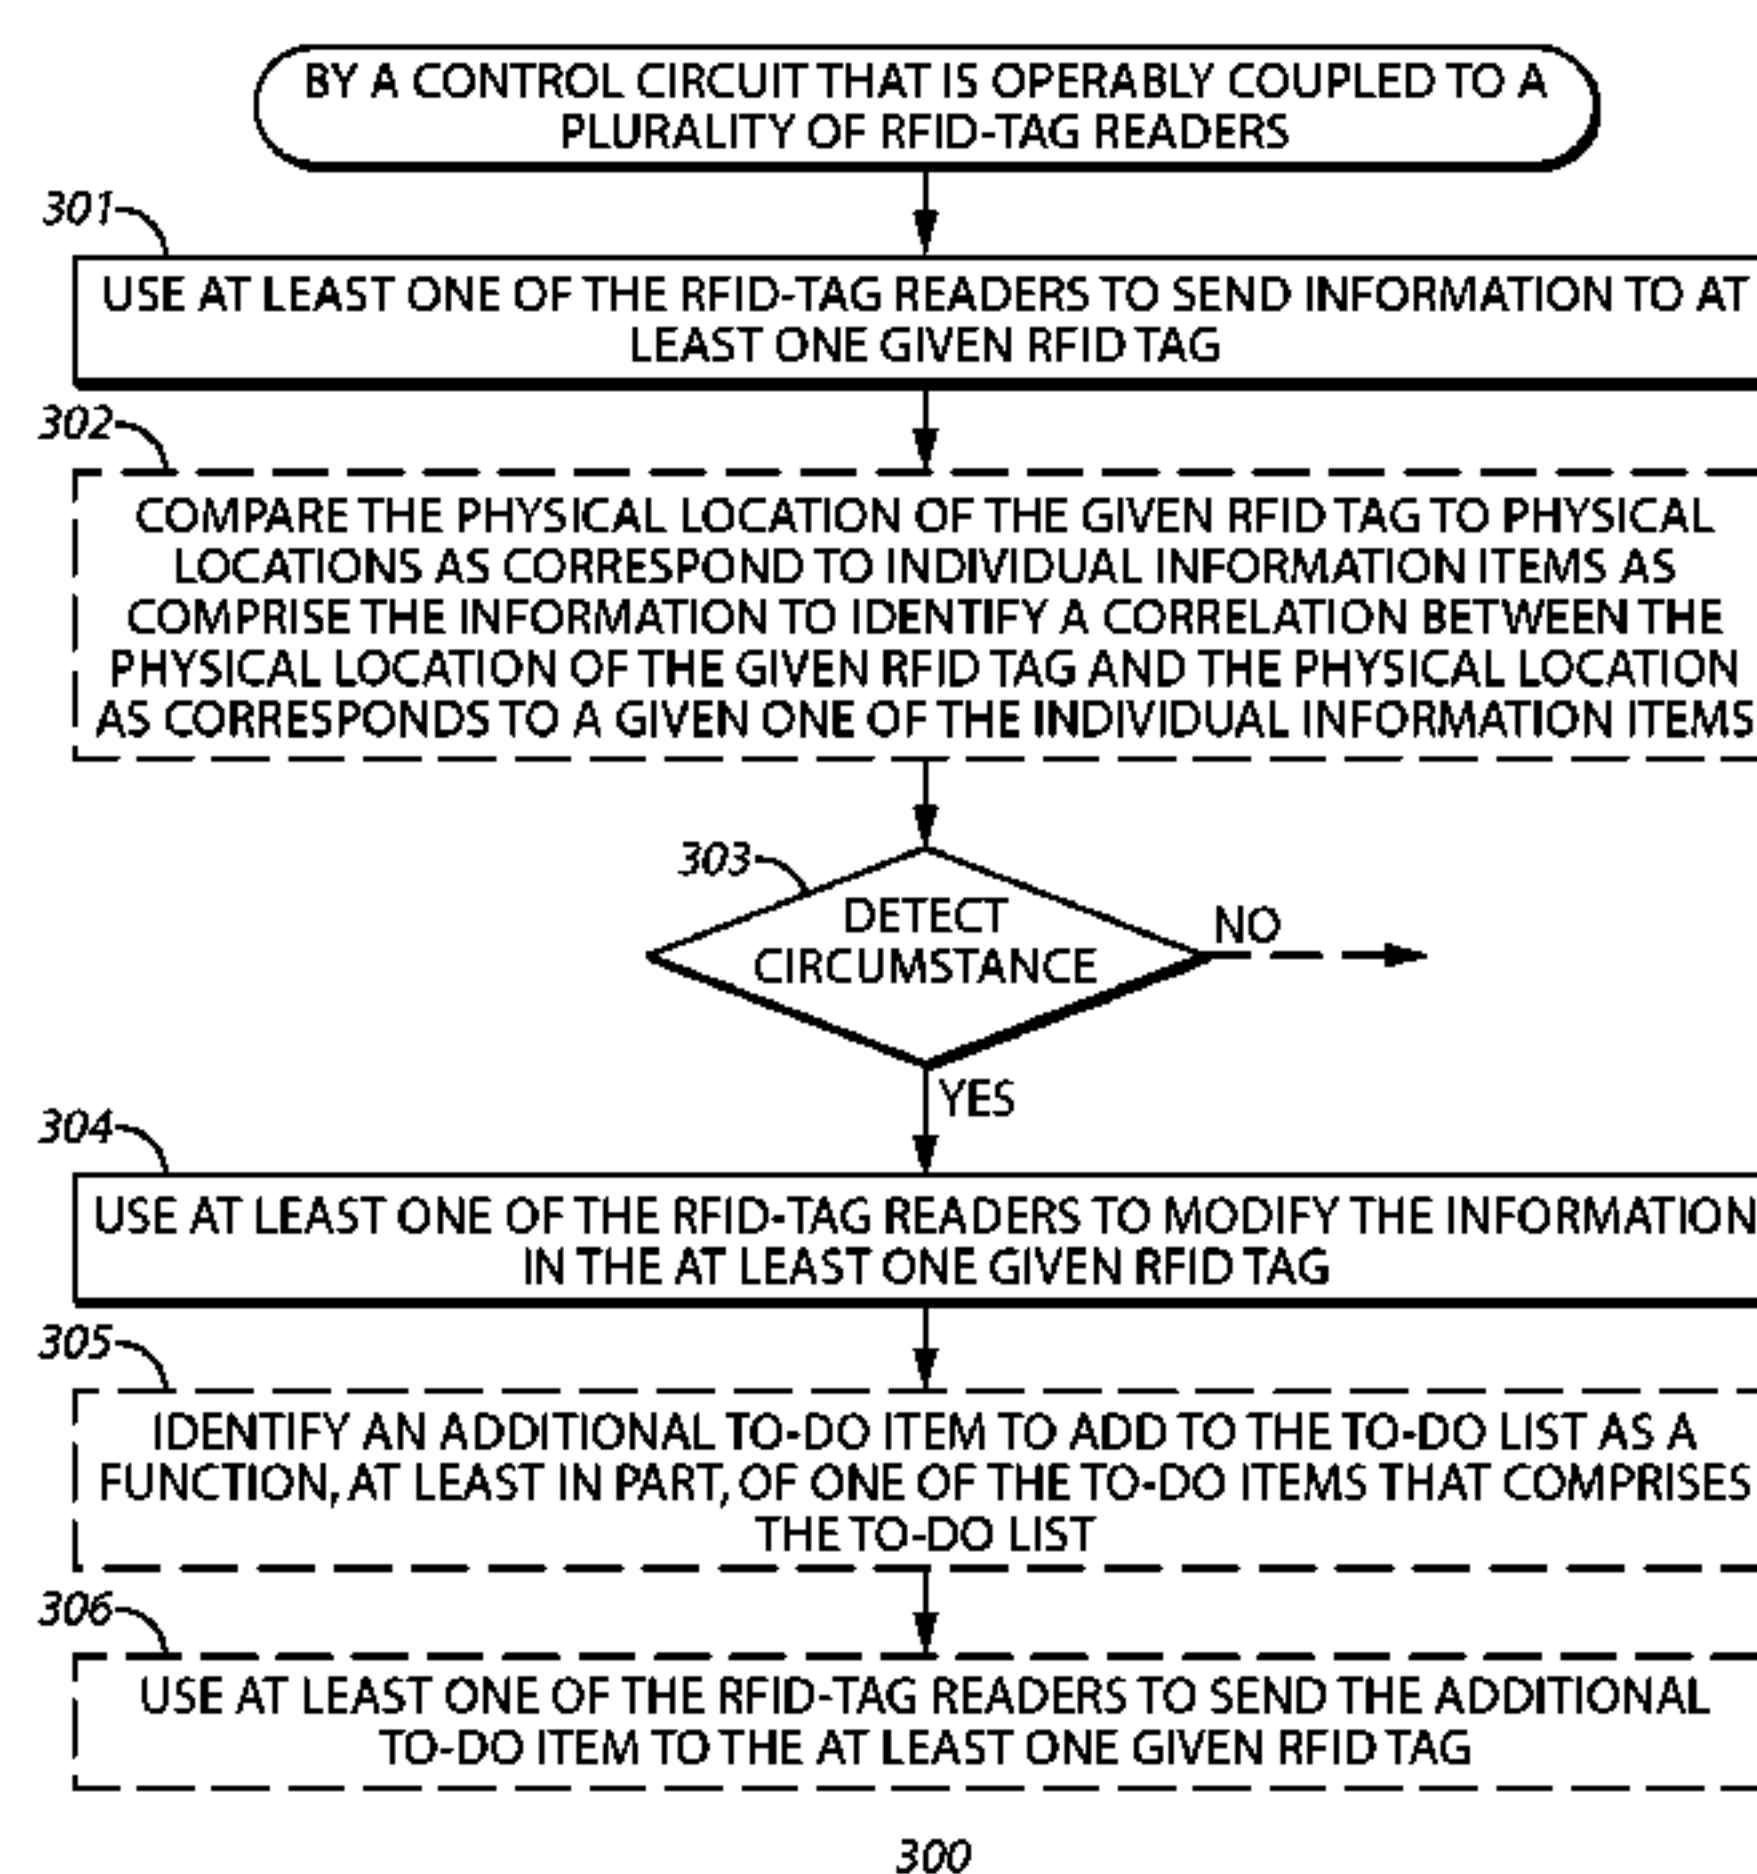 BY A CONTROL CIRCUIT THAT IS OPERABLY COUPLED TO A
PLURALITY OF RFID-TAG READERS
301
USE AT LEAST ONE OF THE RFID-TAG READERS TO SEND INFORMATION TO AT
LEAST ONE GIVEN RFID TAG
302
COMPARE THE PHYSICAL LOCATION OF THE GIVEN RFID TAG TO PHYSICAL
LOCATIONS AS CORRESPOND TO INDIVIDUAL INFORMATION ITEMS AS
COMPRISE THE INFORMATION TO IDENTIFY A CORRELATION BETWEEN THE
PHYSICAL LOCATION OF THE GIVEN RFID TAG AND THE PHYSICAL LOCATION
AS CORRESPONDS TO A GIVEN ONE OF THE INDIVIDUAL INFORMATION ITEMS
303
DETECT
CIRCUMSTANCE
NO
YES
304
USE AT LEAST ONE OF THE RFID-TAG READERS TO MODIFY THE INFORMATION
IN THE AT LEAST ONE GIVEN RFID TAG
305
IDENTIFY AN ADDITIONAL TO-DO ITEM TO ADD TO THE TO-DO LIST AS A
FUNCTION, AT LEAST IN PART, OF ONE OF THE TO-DO ITEMS THAT COMPRISES
THE TO-DO LIST
306
USE AT LEAST ONE OF THE RFID-TAG READERS TO SEND THE ADDITIONAL
TO-DO ITEM TO THE AT LEAST ONE GIVEN RFID TAG
300